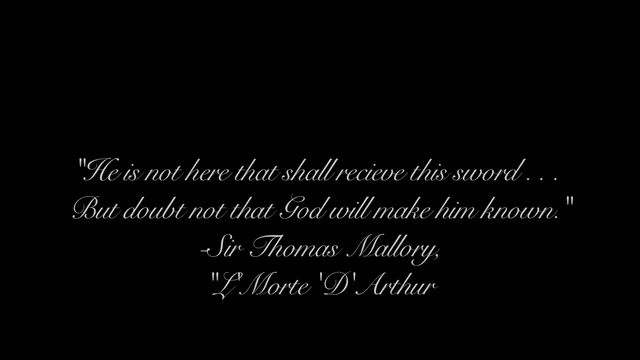 "He is not here that shall recieve this sword . . .
But doubt not that God will make him known."
-Sir Thomas Mallory,
"L'Morte 'D'Arthur